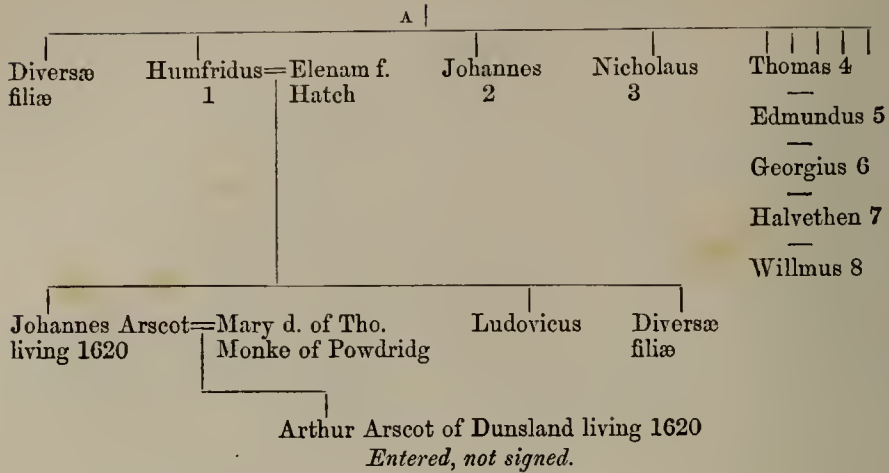 A
Diversæ
filiæ
Humfridus=Elenam f.
1 Hatch
Johannes
2
Nicholaus
3
Thomas 4
Edmundus 5
Georgius 6
Halvethen 7
Willmus 8
Johannes Arscot=Mary d. of Tho.
living 1620 Monke of Powdridg
Ludovicus
Diversæ
filiæ
Arthur Arscot of Dunsland living 1620
Entered, not signed.